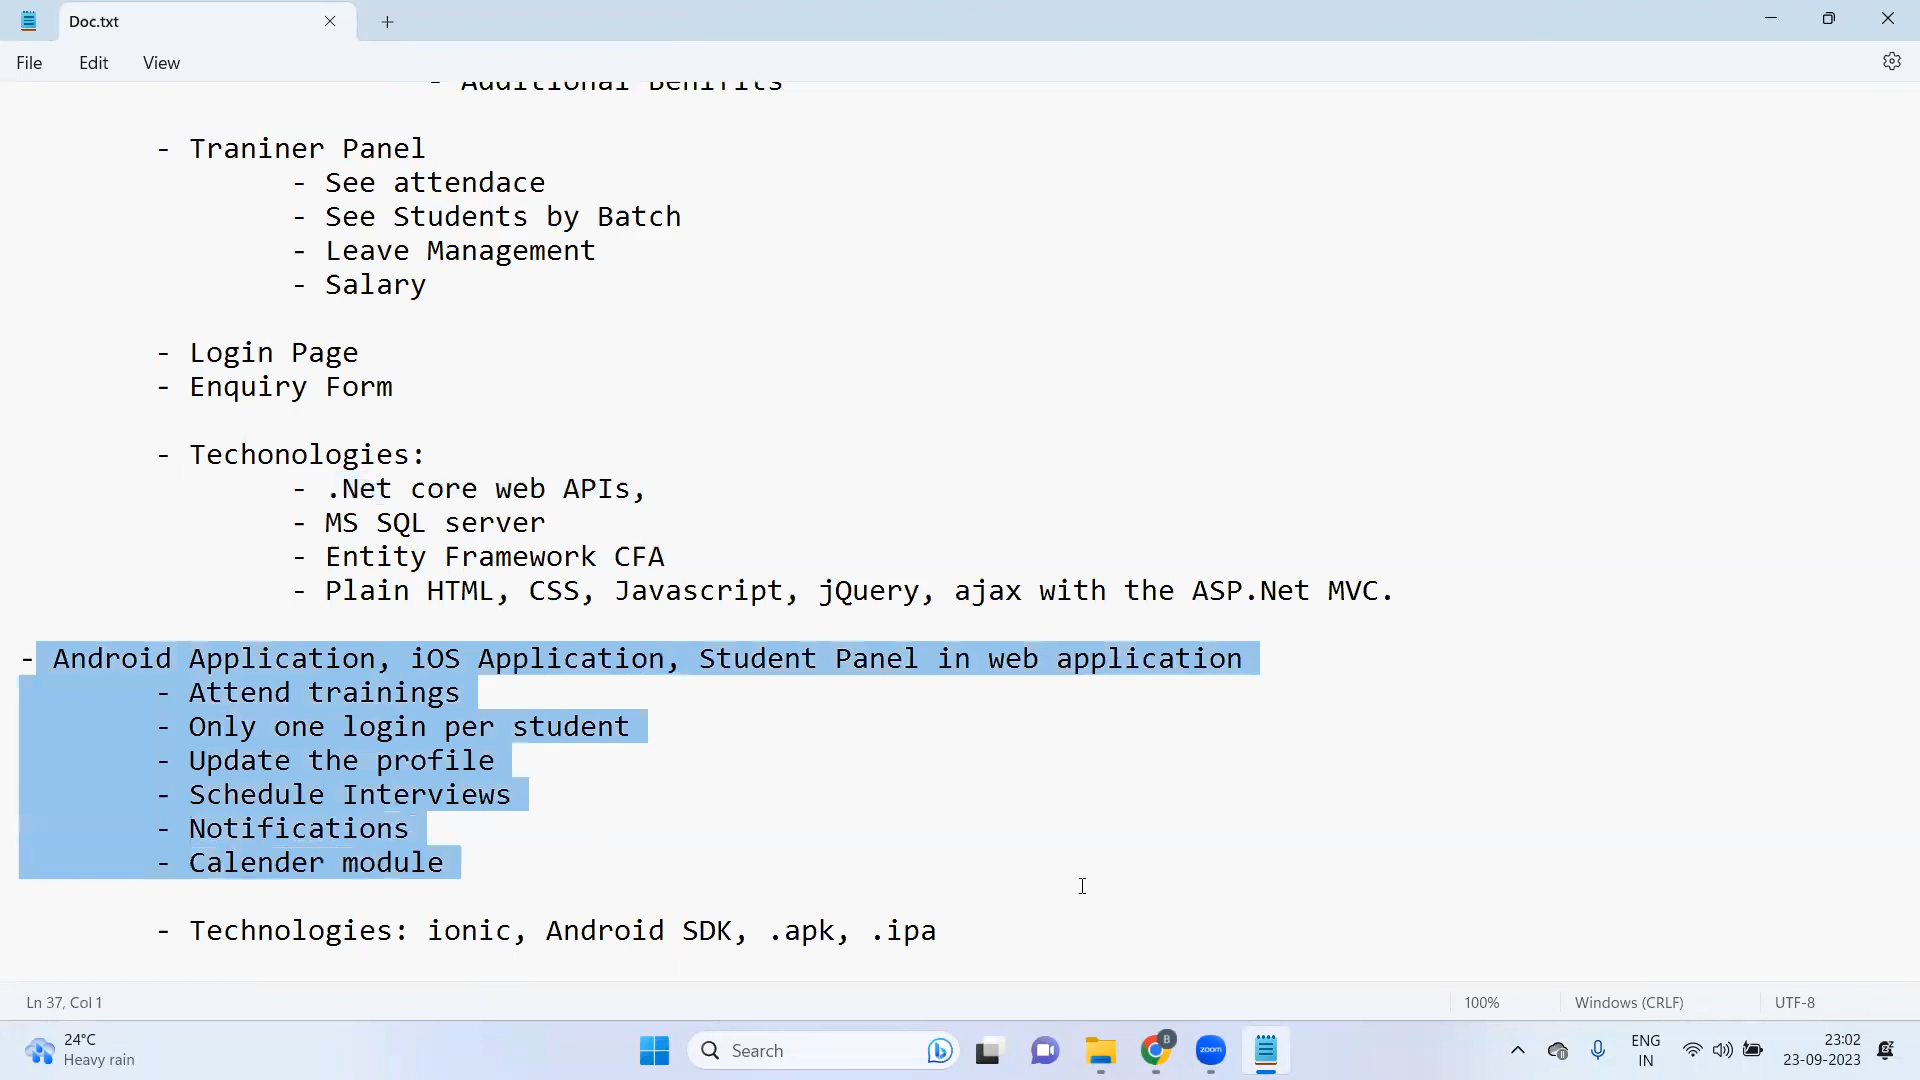 Doc.txt
File Edit View
- Additional Benifits
- Traniner Panel
- See attendace
- See Students by Batch
- Leave Management
- Salary
- Login Page
- Enquiry Form
- Techonologies:
- .Net core web APIs,
- MS SQL server
- Entity Framework CFA
- Plain HTML, CSS, Javascript, jQuery, ajax with the ASP.Net MVC.
- Android Application, iOS Application, Student Panel in web application
- Attend trainings
- Only one login per student
- Update the profile
- Schedule Interviews
- Notifications
- Calender module
- Technologies: ionic, Android SDK, .apk, .ipa
Ln 37, Col 1 100% Windows (CRLF) UTF-8
24°C
Heavy rain
Search
B
zoom
ENG
IN
23:02
23-09-2023